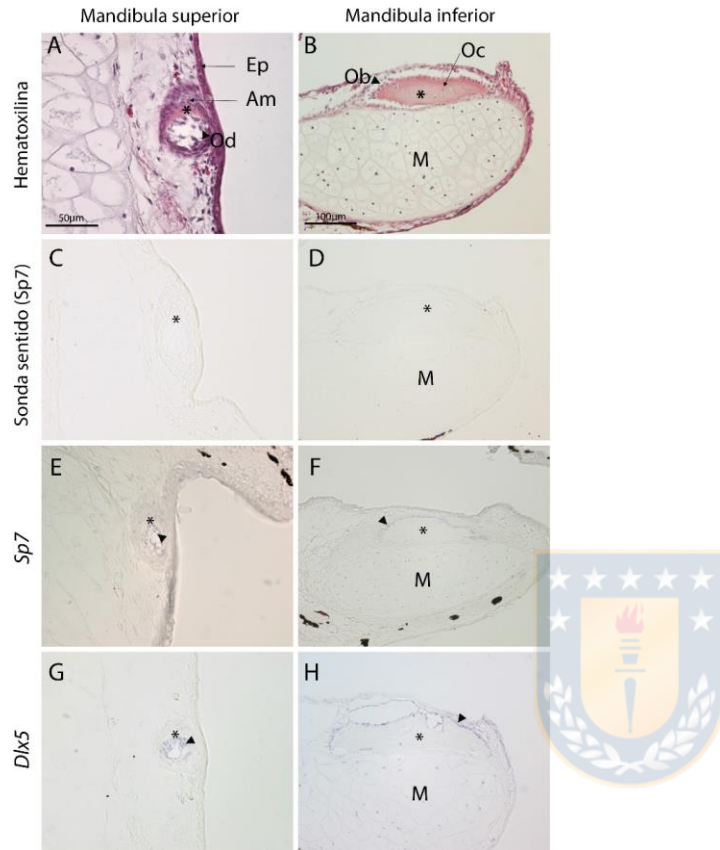 Mandibula superior
Mandibula inferior
Hematoxilina
A
Ep
Am
*
Od
50µm
B
Ob
Oc
*
M
100µm
Sonda sentido (Sp7)
C
*
D
*
M
Sp7
E
*
F
*
M
Dlx5
G
*
H
*
M